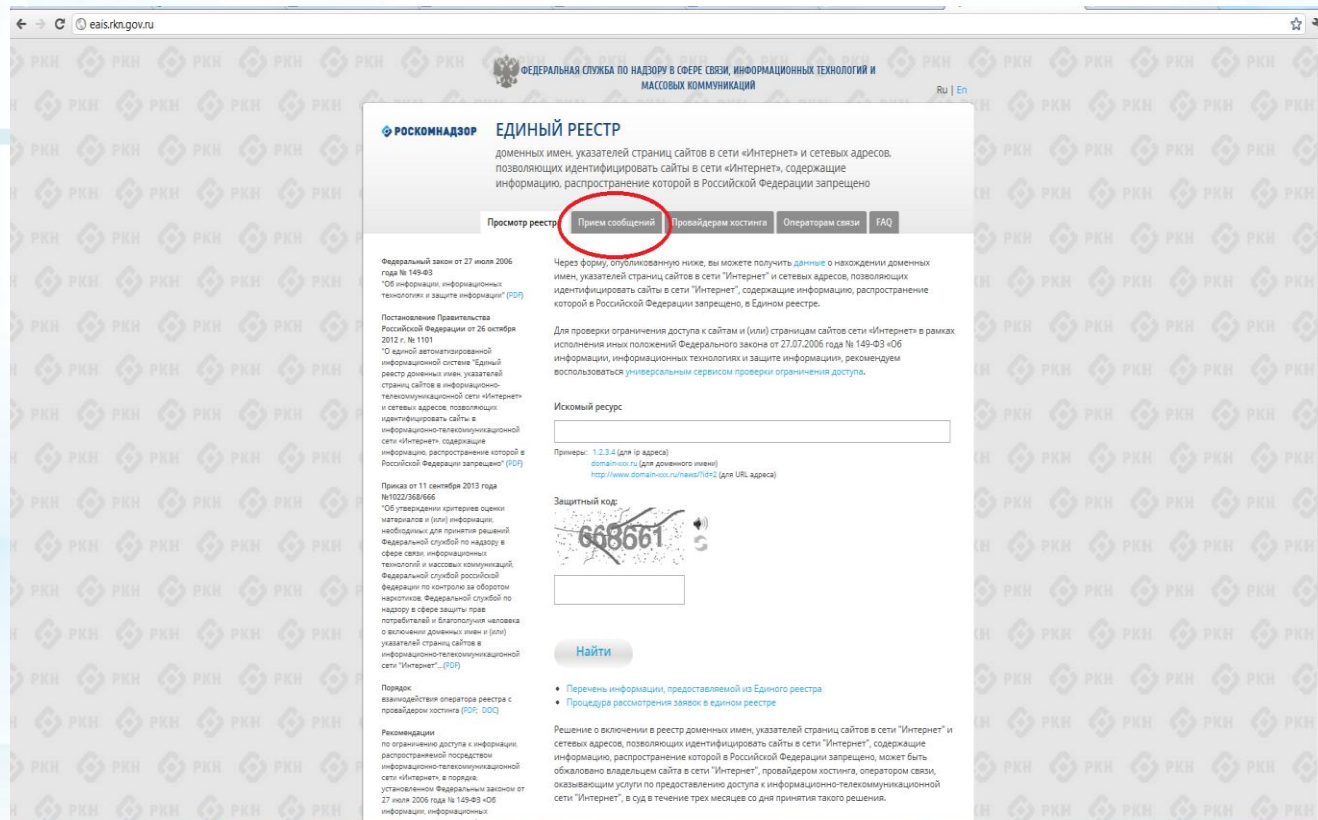 eais.rkn.gov.ru
ФЕДЕРАЛЬНАЯ СЛУЖБА ПО НАДЗОРУ В СФЕРЕ СВЯЗИ, ИНФОРМАЦИОННЫХ ТЕХНОЛОГИЙ И
МАССОВЫХ КОММУНИКАЦИЙ
Ru | En
РОСКОМНАДЗОР
ЕДИНЫЙ РЕЕСТР
доменных имен, указателей страниц сайтов в сети «Интернет» и сетевых адресов,
позволяющих идентифицировать сайты в сети «Интернет», содержащие
информацию, распространение которой в Российской Федерации запрещено
Просмотр реестра Прием сообщений Провайдерам хостинга Операторам связи FAQ
Федеральный закон от 27 июля 2006
года № 149-ФЗ
"Об информации, информационных
технологиях и защите информации" (PDF)
Постановление Правительства
Российской Федерации от 26 октября
2012 г. № 1101
"О единой автоматизированной
информационной системе "Единый
реестр доменных имен, указателей
страниц сайтов в информационно-
телекоммуникационной сети «Интернет»
и сетевых адресов, позволяющих
идентифицировать сайты в
информационно-телекоммуникационной
сети «Интернет», содержащие
информацию, распространение которой в
Российской Федерации запрещено" (PDF)
Приказ от 11 сентября 2013 года
№1022/368/666
"Об утверждении критериев оценки
материалов и (или) информации,
необходимых для принятия решений
Федеральной службой по надзору в
сфере связи, информационных
технологий и массовых коммуникаций,
Федеральной службой российской
федерации по контролю за оборотом
наркотиков, Федеральной службой по
надзору в сфере защиты прав
потребителей и благополучия человека
о включении доменных имен и (или)
указателей страниц сайтов в
информационно-телекоммуникационной
сети "Интернет"...(PDF)
Порядок
взаимодействия оператора реестра с
провайдером хостинга (PDF; DOC)
Рекомендации
по ограничению доступа к информации,
распространяемой посредством
информационно-телекоммуникационной
сети «Интернет», в порядке,
установленном Федеральным законом от
27 июля 2006 года № 149-ФЗ «Об
информации, информационных
Через форму, опубликованную ниже, вы можете получить данные о нахождении доменных
имен, указателей страниц сайтов в сети "Интернет" и сетевых адресов, позволяющих
идентифицировать сайты в сети "Интернет", содержащие информацию, распространение
которой в Российской Федерации запрещено, в Едином реестре.
Для проверки ограничения доступа к сайтам и (или) страницам сайтов сети «Интернет» в рамках
исполнения иных положений Федерального закона от 27.07.2006 года № 149-ФЗ «Об
информации, информационных технологиях и защите информации», рекомендуем
воспользоваться универсальным сервисом проверки ограничения доступа.
Искомый ресурс
Примеры: 1.2.3.4 (для ip адреса)
domain-xxx.ru (для доменного имени)
http://www.domain-xxx.ru/news/?id=2 (для URL адреса)
Защитный код:
668661
Найти
• Перечень информации, предоставляемой из Единого реестра
• Процедура рассмотрения заявок в едином реестре
Решение о включении в реестр доменных имен, указателей страниц сайтов в сети "Интернет" и
сетевых адресов, позволяющих идентифицировать сайты в сети "Интернет", содержащие
информацию, распространение которой в Российской Федерации запрещено, может быть
обжаловано владельцем сайта в сети "Интернет", провайдером хостинга, оператором связи,
оказывающим услуги по предоставлению доступа к информационно-телекоммуникационной
сети "Интернет", в суд в течение трех месяцев со дня принятия такого решения.